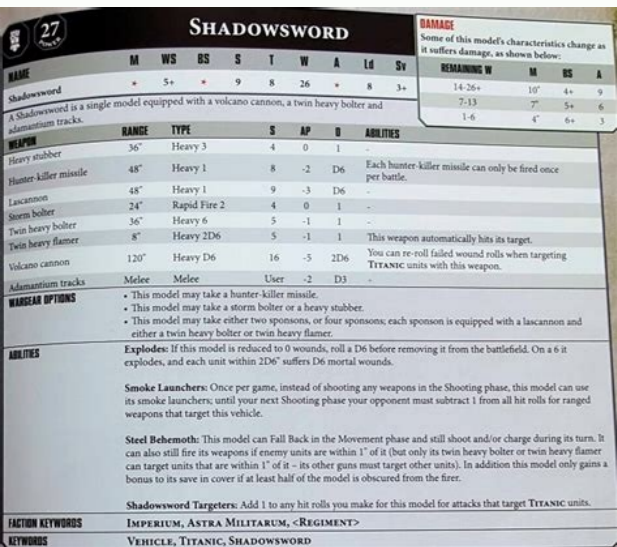 27
POWER
SHADOWSWORD
DAMAGE
Some of this model's characteristics change as
it suffers damage, as shown below:
REMAINING W M BS A
14-26+ 10" 4+ 9
7-13 7" 5+ 6
1-6 4" 6+ 3
NAME M WS BS S T W A Ld Sv
Shadowsword * 5+ * 9 8 26 * 8 3+
A Shadowsword is a single model equipped with a volcano cannon, a twin heavy bolter and
adamantium tracks.
WEAPON RANGE TYPE S AP D ABILITIES
Heavy stubber 36" Heavy 3 4 0 1 -
Hunter-killer missile 48" Heavy 1 8 -2 D6 Each hunter-killer missile can only be fired once
per battle.
Lascannon 48" Heavy 1 9 -3 D6 -
Storm bolter 24" Rapid Fire 2 4 0 1 -
Twin heavy bolter 36" Heavy 6 5 -1 1 -
Twin heavy flamer 8" Heavy 2D6 5 -1 1 This weapon automatically hits its target.
Volcano cannon 120" Heavy D6 16 -5 2D6 You can re-roll failed wound rolls when targeting
TITANIC units with this weapon.
Adamantium tracks Melee Melee User -2 D3 -
WARGEAR OPTIONS
• This model may take a hunter-killer missile.
• This model may take a storm bolter or a heavy stubber.
• This model may take either two sponsons, or four sponsons; each sponson is equipped with a lascannon and
either a twin heavy bolter or twin heavy flamer.
ABILITIES
Explodes: If this model is reduced to 0 wounds, roll a D6 before removing it from the battlefield. On a 6 it
explodes, and each unit within 2D6" suffers D6 mortal wounds.
Smoke Launchers: Once per game, instead of shooting any weapons in the Shooting phase, this model can use
its smoke launchers; until your next Shooting phase your opponent must subtract 1 from all hit rolls for ranged
weapons that target this vehicle.
Steel Behemoth: This model can Fall Back in the Movement phase and still shoot and/or charge during its turn. It
can also still fire its weapons if enemy units are within 1" of it (but only its twin heavy bolter or twin heavy flamer
can target units that are within 1" of it – its other guns must target other units). In addition this model only gains a
bonus to its save in cover if at least half of the model is obscured from the firer.
Shadowsword Targeters: Add 1 to any hit rolls you make for this model for attacks that target TITANIC units.
FACTION KEYWORDS IMPERIUM, ASTRA MILITARUM, <REGIMENT>
KEYWORDS VEHICLE, TITANIC, SHADOWSWORD